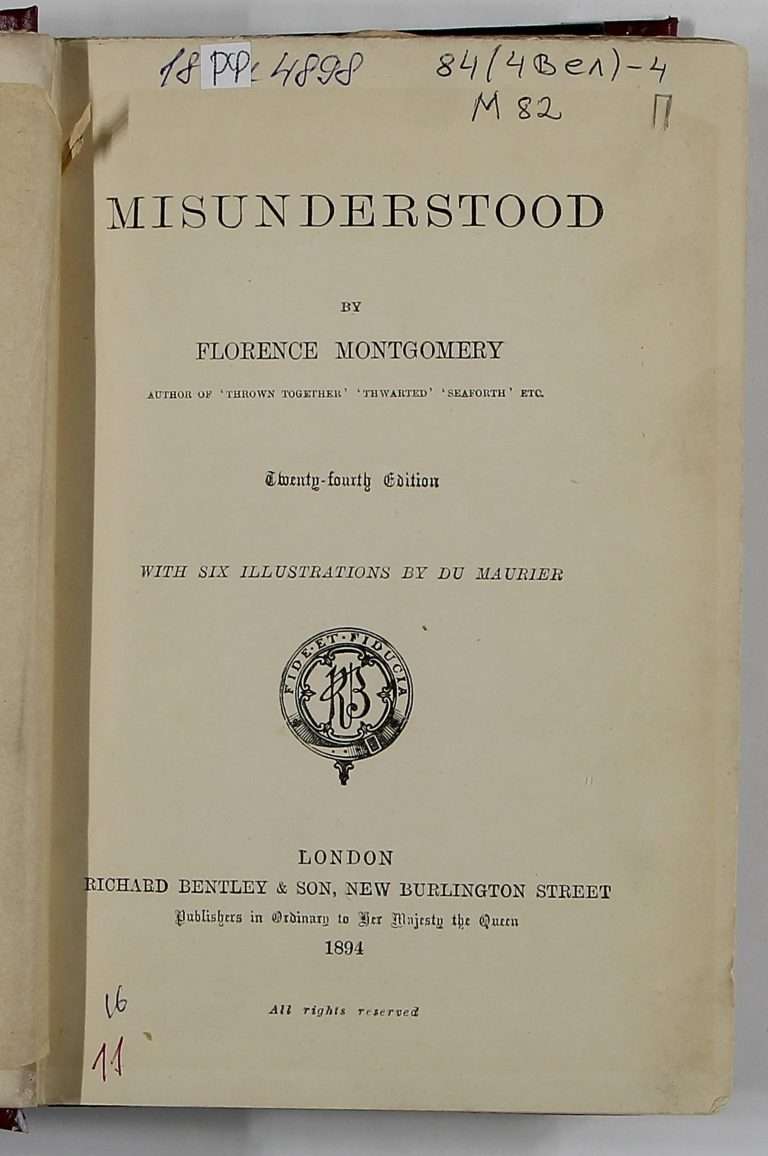 18 РФ 4898
84(4Вел)-4
М 82
П
MISUNDERSTOOD
BY
FLORENCE MONTGOMERY
AUTHOR OF 'THROWN TOGETHER' 'THWARTED' 'SEAFORTH' ETC.
Twenty-fourth Edition
WITH SIX ILLUSTRATIONS BY DU MAURIER
FIDE·ET·FIDUCIA
RB
LONDON
RICHARD BENTLEY & SON, NEW BURLINGTON STREET
Publishers in Ordinary to Her Majesty the Queen
1894
All rights reserved
16
11